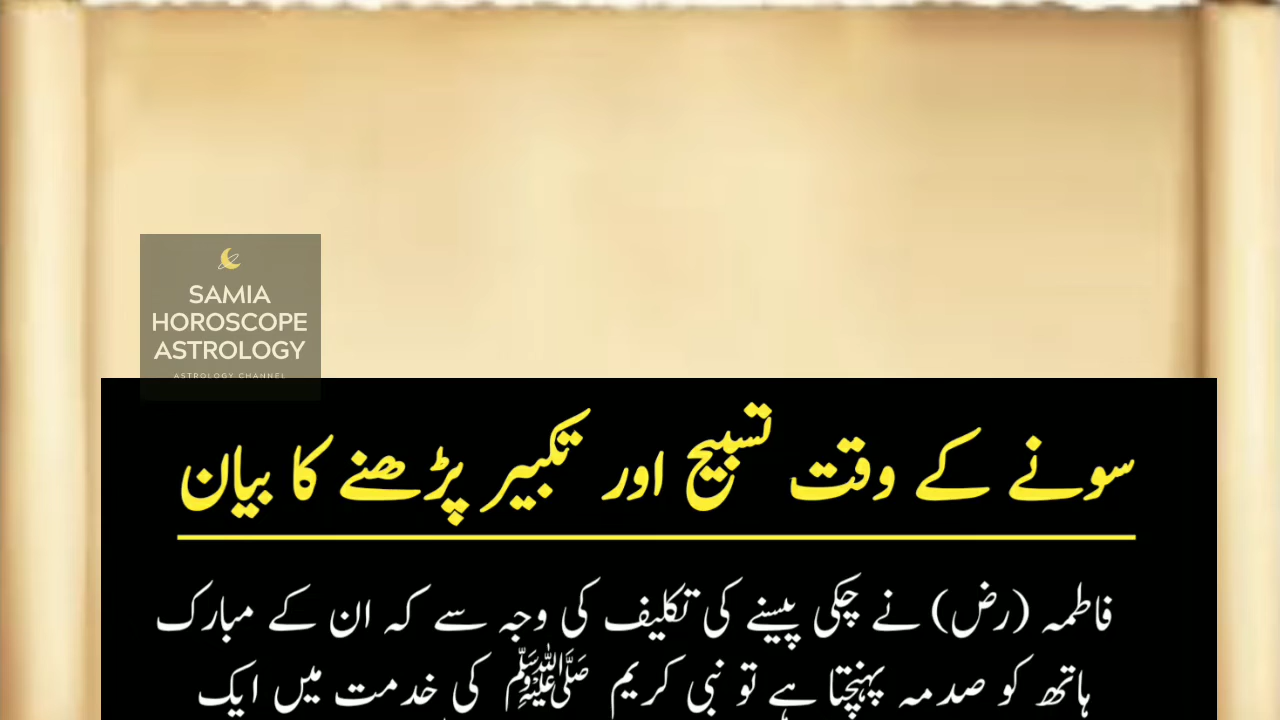 SAMIA
HOROSCOPE
ASTROLOGY
ASTROLOGY CHANNEL
سونے کے وقت تسبیح اور تکبیر پڑھنے کا بیان
فاطمہ (رض) نے چکی پیسنے کی تکلیف کی وجہ سے کہ ان کے مبارک
ہاتھ کو صدمہ پہنچتا ہے تو نبی کریم ﷺ کی خدمت میں ایک